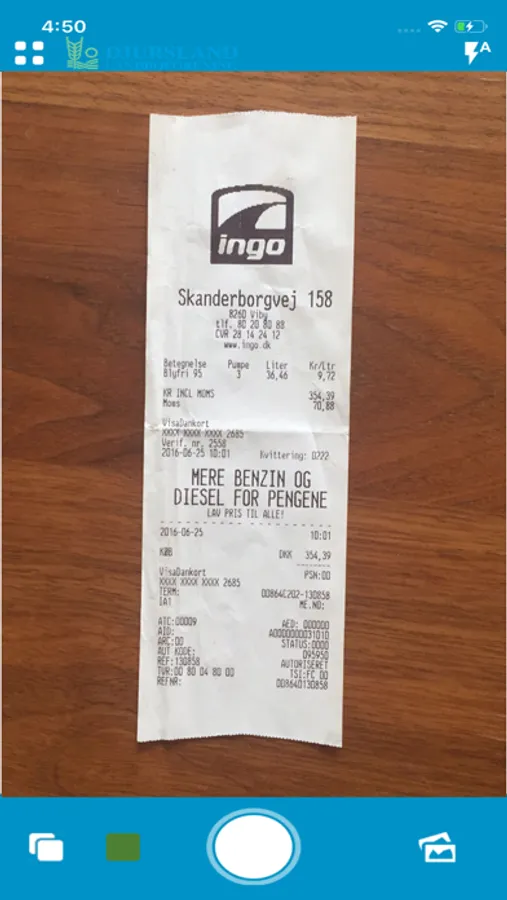 4:50
A
DJURSLAND
ingo
Skanderborgvej 158
8260 Viby
tlf. 80 20 80 88
CVR 28 14 24 12
www.ingo.dk
Betegnelse Pumpe Liter Kr/Ltr
Blyfri 95 3 36,46 9,72
KR INCL MOMS 354,39
Moms 70,88
VisaDankort
XXXX XXXX XXXX 2685
Verif. nr. 2558
2016-06-25 10:01 Kvittering: 0222
MERE BENZIN OG
DIESEL FOR PENGENE
LAV PRIS TIL ALLE!
2016-06-25 10:01
KØB DKK 354,39
VisaDankort PSN:00
XXXX XXXX XXXX 2685
TERM: 00864C202-130858
IA1 ME.NO:
ATC:00009 AED: 000000
AID: A0000000031010
ARC:00 STATUS:0000
AUT KODE: 095950
REF:130858 AUTORISERET
TVR:00 80 04 80 00 TSI:FC 00
REFNR: 008640130858